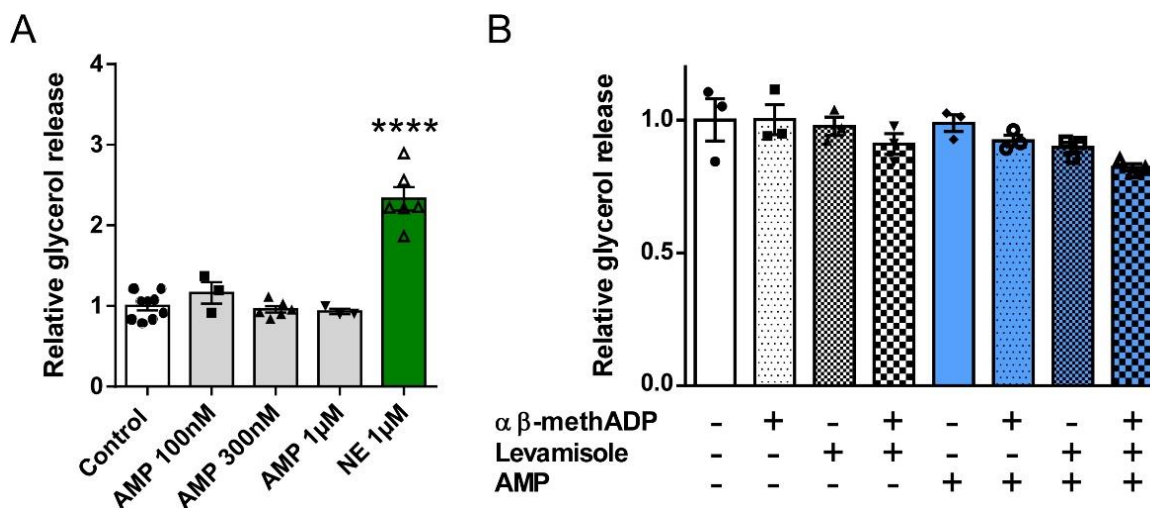 A
Relative glycerol release
4
3
2
1
0
****
Control
AMP 100nM
AMP 300nM
AMP 1µM
NE 1µM
B
Relative glycerol release
1.0
0.5
0.0
α β-methADP - + - + - + - +
Levamisole - - + + - - + +
AMP - - - - + + + +